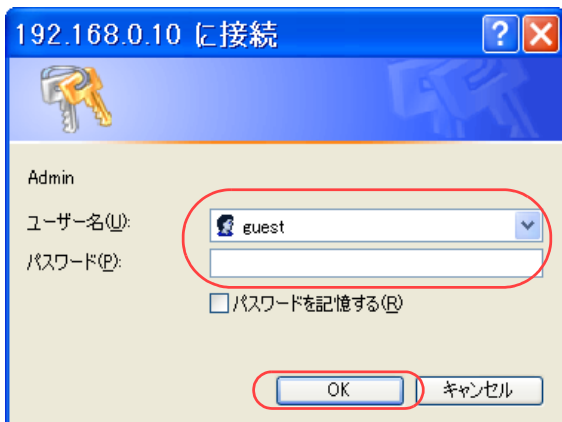 192.168.0.10 に接続
Admin
ユーザー名(U):
guest
パスワード(P):
パスワードを記憶する(R)
OK
キャンセル